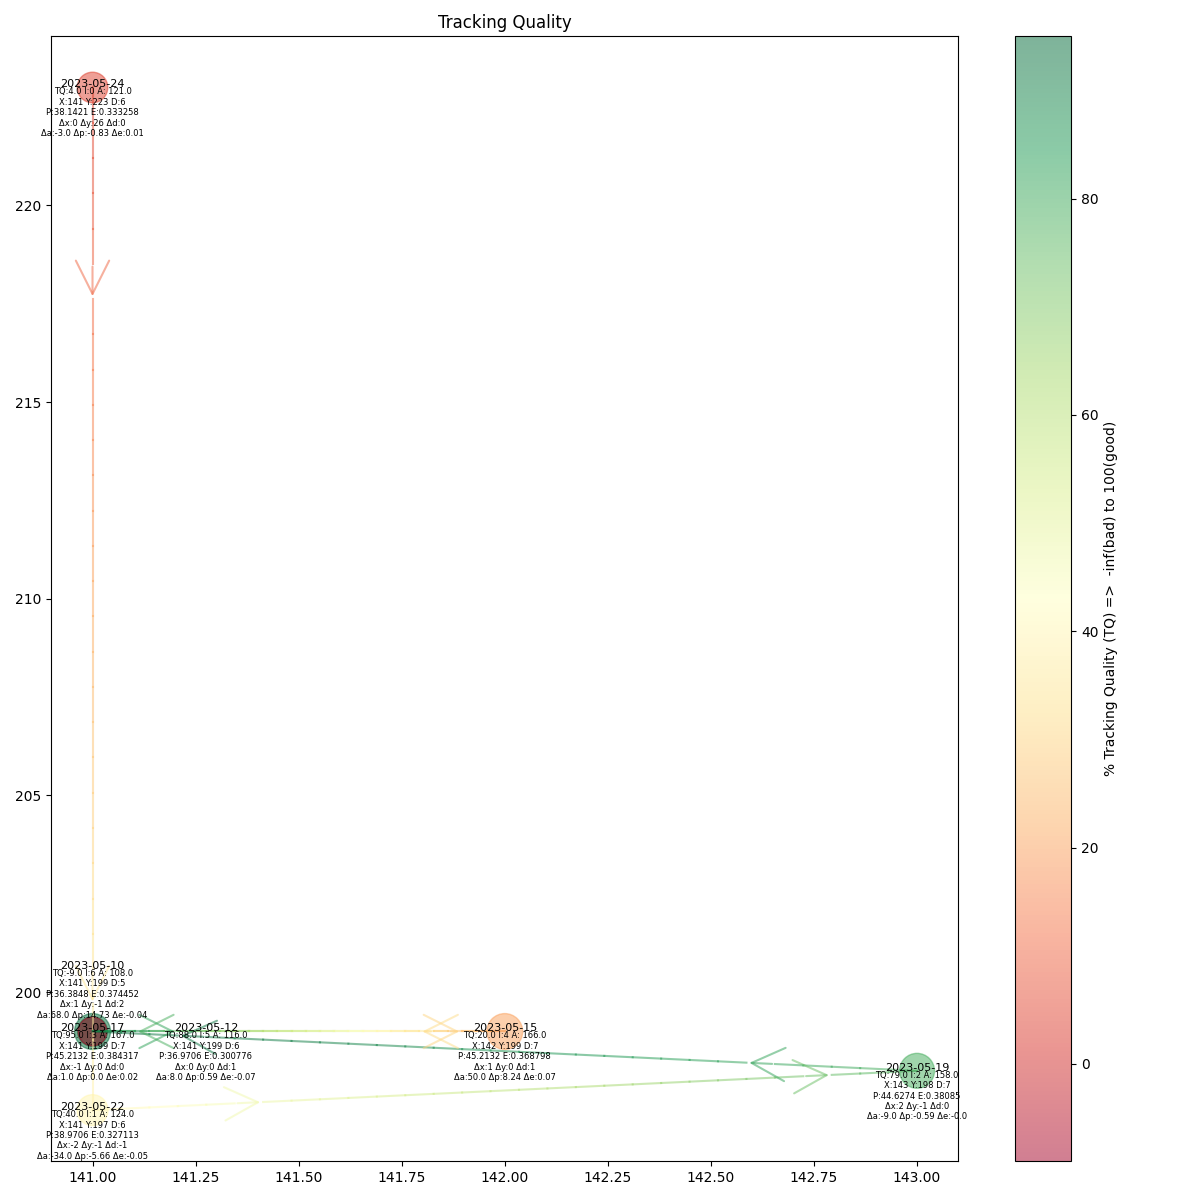 Tracking Quality
2023-05-24
TQ:4.0 I:0 A: 121.0
X:141 Y:223 D:6
P:38.1421 E:0.333258
Δx:0 Δy:26 Δd:0
Δa:-3.0 Δp:-0.83 Δe:0.01
2023-05-10
TQ:-9.0 I:6 A: 108.0
X:141 Y:199 D:5
P:36.3848 E:0.374452
Δx:1 Δy:-1 Δd:2
Δa:58.0 Δp:14.73 Δe:-0.04
2023-05-17
TQ:95.0 I:3 A: 167.0
X:141 Y:199 D:7
P:45.2132 E:0.384317
Δx:-1 Δy:0 Δd:0
Δa:1.0 Δp:0.0 Δe:0.02
2023-05-12
TQ:88.0 I:5 A: 116.0
X:141 Y:199 D:6
P:36.9706 E:0.300776
Δx:0 Δy:0 Δd:1
Δa:8.0 Δp:0.59 Δe:-0.07
2023-05-15
TQ:20.0 I:4 A: 166.0
X:142 Y:199 D:7
P:45.2132 E:0.368798
Δx:1 Δy:0 Δd:1
Δa:50.0 Δp:8.24 Δe:0.07
2023-05-19
TQ:79.0 I:2 A: 158.0
X:143 Y:198 D:7
P:44.6274 E:0.38085
Δx:2 Δy:-1 Δd:0
Δa:-9.0 Δp:-0.59 Δe:-0.0
2023-05-22
TQ:40.0 I:1 A: 124.0
X:141 Y:197 D:6
P:38.9706 E:0.327113
Δx:-2 Δy:-1 Δd:-1
Δa:-34.0 Δp:-5.66 Δe:-0.05
220
215
210
205
200
141.00
141.25
141.50
141.75
142.00
142.25
142.50
142.75
143.00
80
60
40
20
0
% Tracking Quality (TQ) =>  -inf(bad) to 100(good)